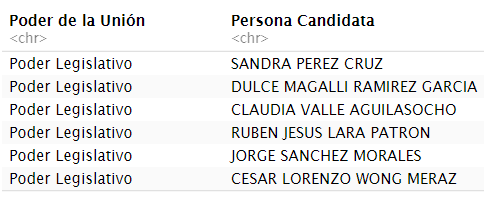 Poder de la Unión Persona Candidata
<chr> <chr>
Poder Legislativo SANDRA PEREZ CRUZ
Poder Legislativo DULCE MAGALLI RAMIREZ GARCIA
Poder Legislativo CLAUDIA VALLE AGUILASOCHO
Poder Legislativo RUBEN JESUS LARA PATRON
Poder Legislativo JORGE SANCHEZ MORALES
Poder Legislativo CESAR LORENZO WONG MERAZ